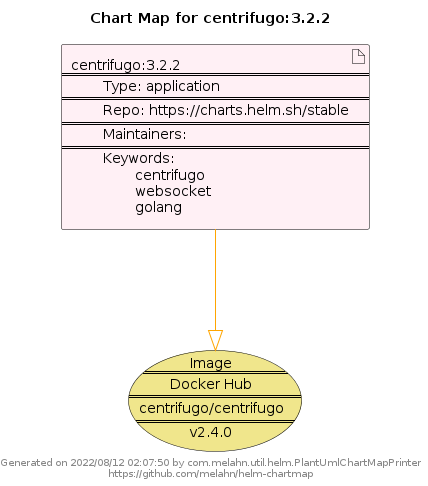 Chart Map for centrifugo:3.2.2
centrifugo:3.2.2
Type: application
Repo: https://charts.helm.sh/stable
Maintainers:
Keywords:
centrifugo
websocket
golang
Image
Docker Hub
centrifugo/centrifugo
v2.4.0
Generated on 2022/08/12 02:07:50 by com.melahn.util.helm.PlantUmlChartMapPrinter
https://github.com/melahn/helm-chartmap